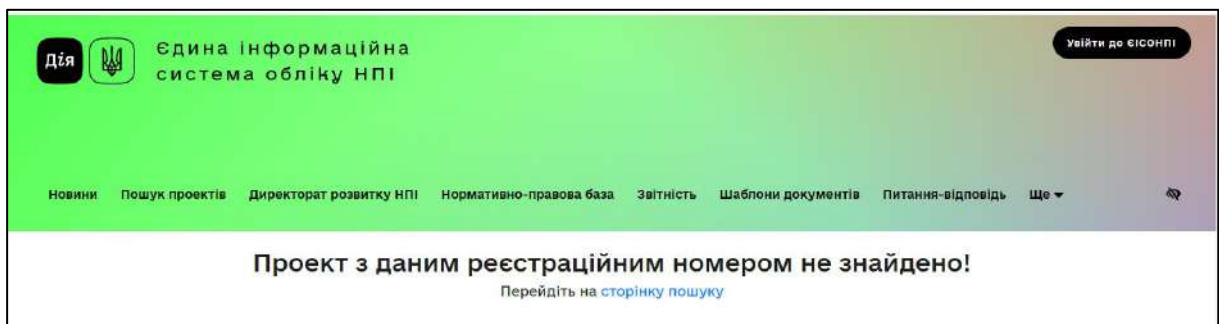 Дія
Єдина інформаційна
система обліку НПІ
Увійти до ЄІСОНПІ
Новини Пошук проектів Директорат розвитку НПІ Нормативно-правова база Звітність Шаблони документів Питання-відповідь Ще
Проект з даним реєстраційним номером не знайдено!
Перейдіть на сторінку пошуку